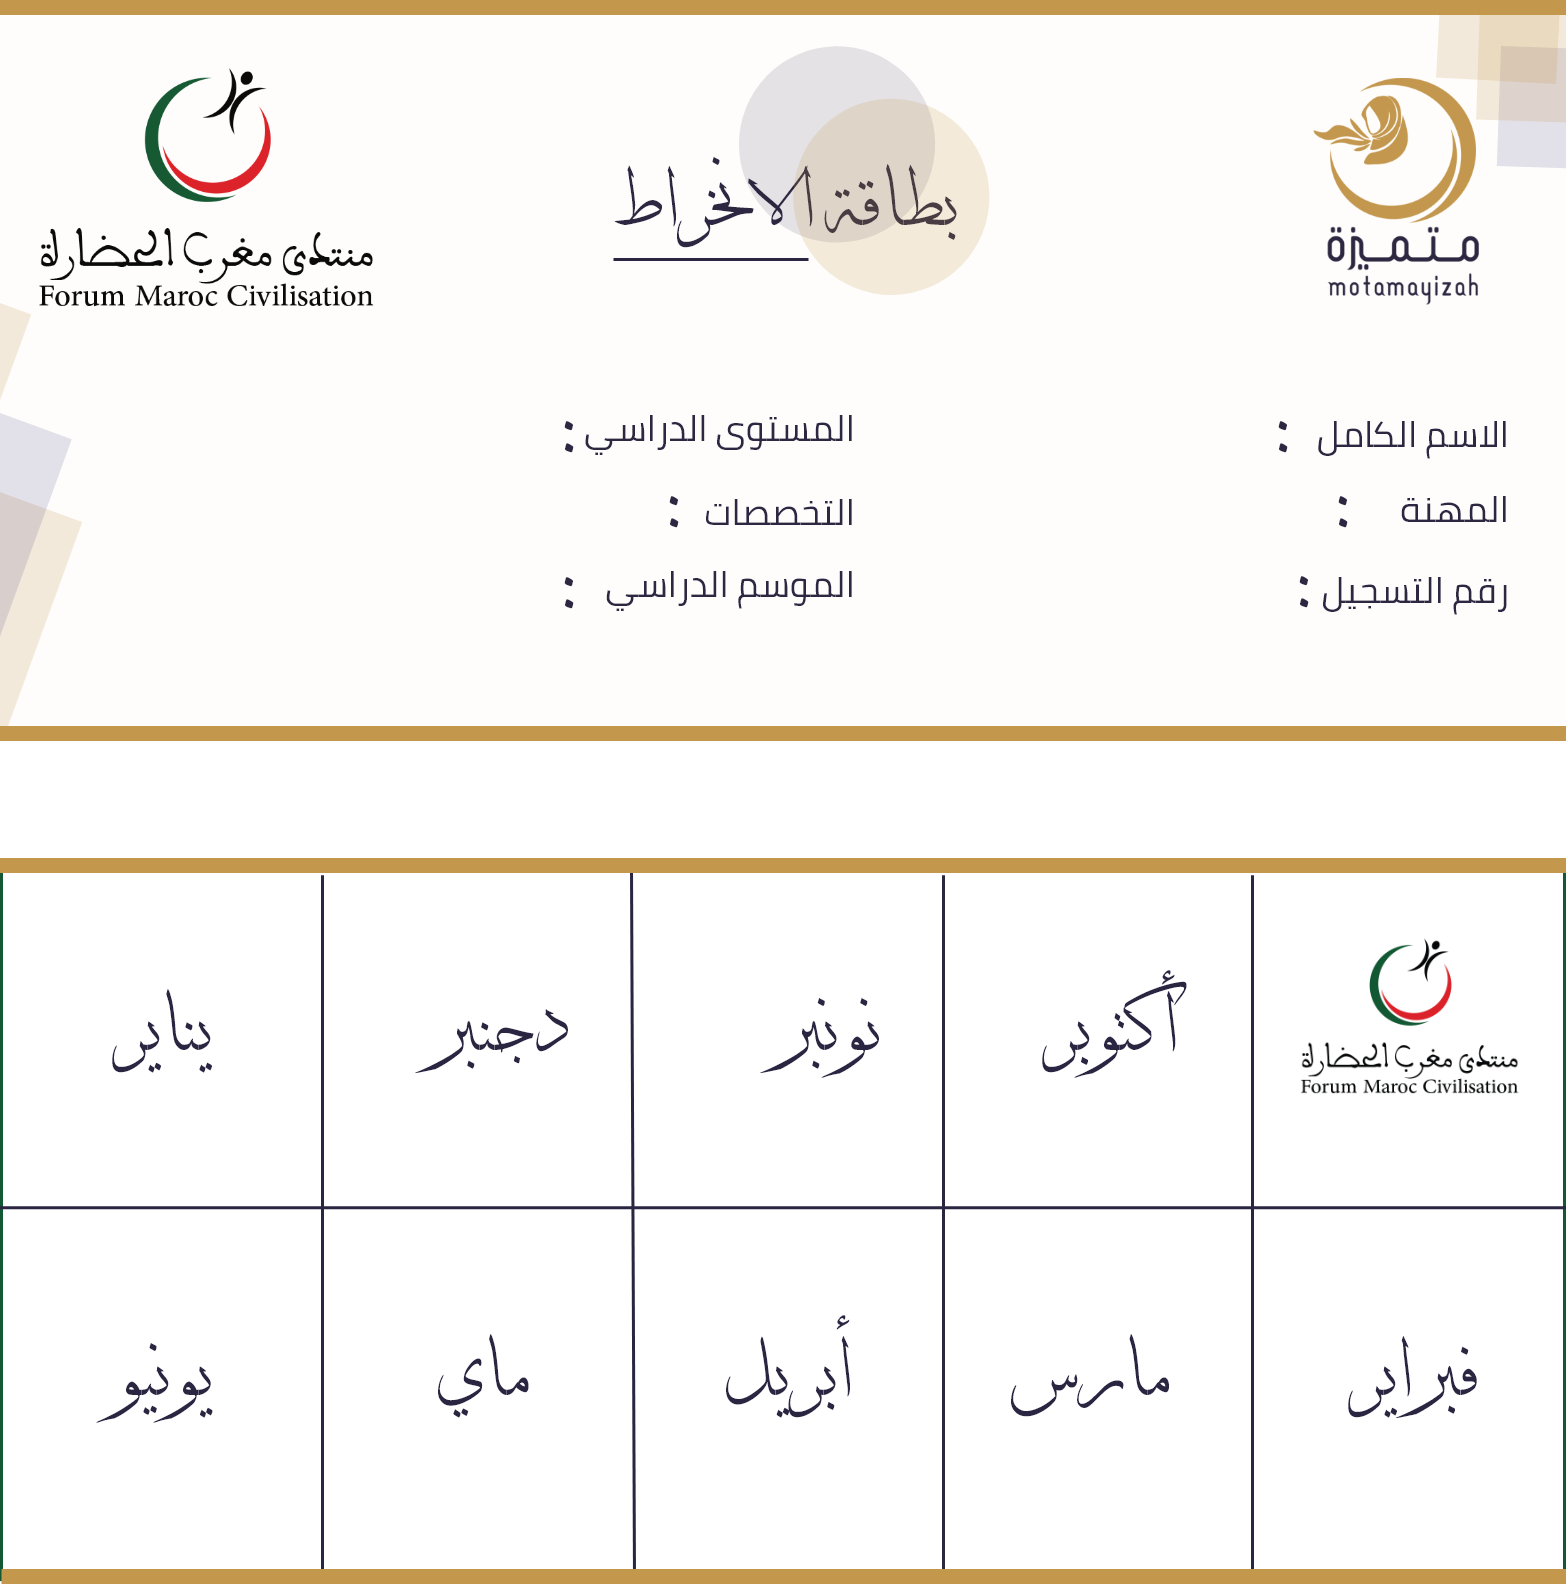 متميزة
motamayizah
بطاقة الانخراط
منتدى مغرب الحضارة
Forum Maroc Civilisation
الاسم الكامل :
المهنة :
رقم التسجيل :
المستوى الدراسي :
التخصصات :
الموسم الدراسي :
منتدى مغرب الحضارة
Forum Maroc Civilisation
أكتوبر
نونبر
دجنبر
يناير
فبراير
مارس
أبريل
ماي
يونيو